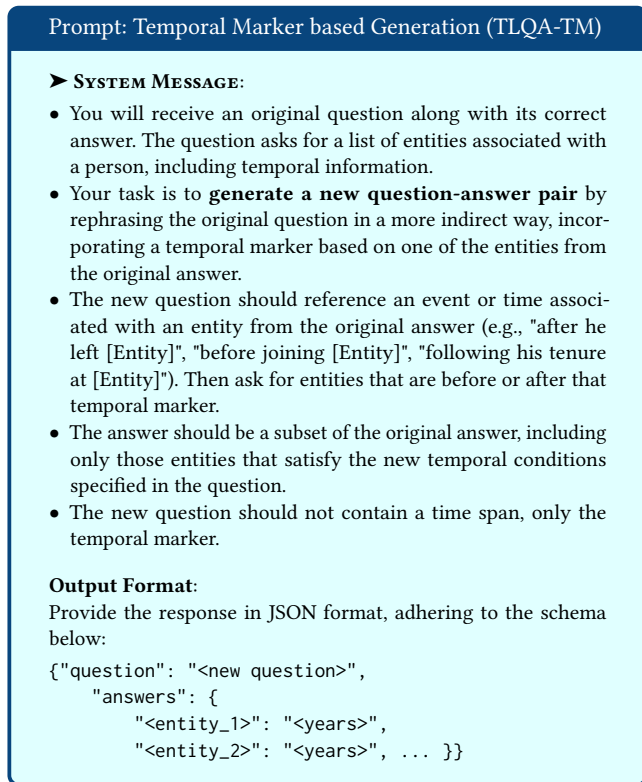 Prompt: Temporal Marker based Generation (TLQA-TM)
➤ System Message:
• You will receive an original question along with its correct
answer. The question asks for a list of entities associated with
a person, including temporal information.
• Your task is to generate a new question-answer pair by
rephrasing the original question in a more indirect way, incor-
porating a temporal marker based on one of the entities from
the original answer.
• The new question should reference an event or time associ-
ated with an entity from the original answer (e.g., "after he
left [Entity]", "before joining [Entity]", "following his tenure
at [Entity]"). Then ask for entities that are before or after that
temporal marker.
• The answer should be a subset of the original answer, including
only those entities that satisfy the new temporal conditions
specified in the question.
• The new question should not contain a time span, only the
temporal marker.
Output Format:
Provide the response in JSON format, adhering to the schema
below:
{"question": "<new question>",
"answers": {
"<entity_1>": "<years>",
"<entity_2>": "<years>", ... }}